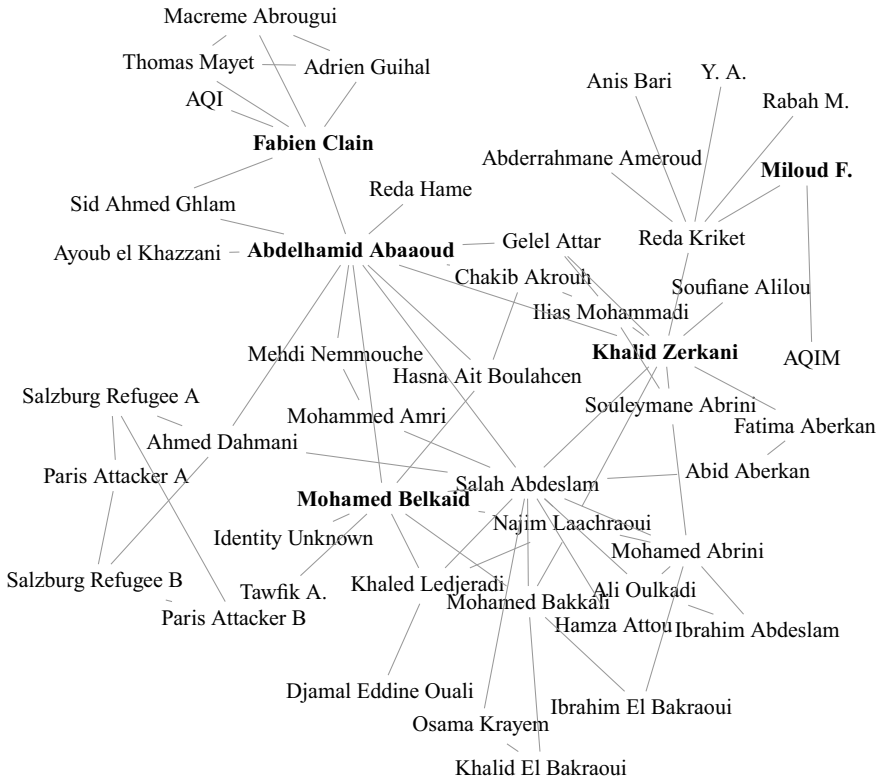 Macreme Abrougui
Thomas Mayet
Adrien Guihal
AQI
Fabien Clain
Anis Bari
Y. A.
Rabah M.
Abderrahmane Ameroud
Miloud F.
Sid Ahmed Ghlam
Reda Hame
Ayoub el Khazzani
Abdelhamid Abaaoud
Gelel Attar
Reda Kriket
Chakib Akrouh
Soufiane Alilou
Ilias Mohammadi
Mehdi Nemmouche
Khalid Zerkani
AQIM
Hasna Ait Boulahcen
Salzburg Refugee A
Mohammed Amri
Souleymane Abrini
Fatima Aberkan
Ahmed Dahmani
Paris Attacker A
Salah Abdeslam
Abid Aberkan
Mohamed Belkaid
Najim Laachraoui
Identity Unknown
Mohamed Abrini
Salzburg Refugee B
Tawfik A.
Khaled Ledjeradi
Ali Oulkadi
Mohamed Bakkali
Paris Attacker B
Hamza Attou
Ibrahim Abdeslam
Djamal Eddine Ouali
Ibrahim El Bakraoui
Osama Krayem
Khalid El Bakraoui